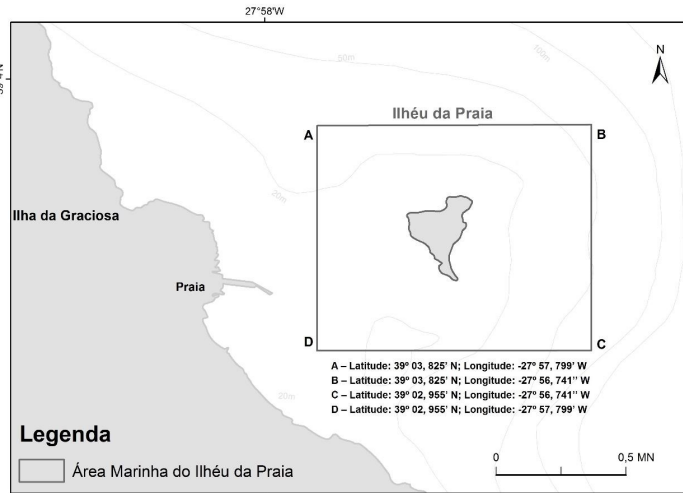 27°58'W
N
50m
100m
Ilhéu da Praia
A
B
20m
Ilha da Graciosa
Praia
D
C
A – Latitude: 39º 03, 825' N; Longitude: -27º 57, 799' W
B – Latitude: 39º 03, 825' N; Longitude: -27º 56, 741'' W
C – Latitude: 39º 02, 955' N; Longitude: -27º 56, 741'' W
D – Latitude: 39º 02, 955' N; Longitude: -27º 57, 799' W
20m
Legenda
Área Marinha do Ilhéu da Praia
0
0,5 MN